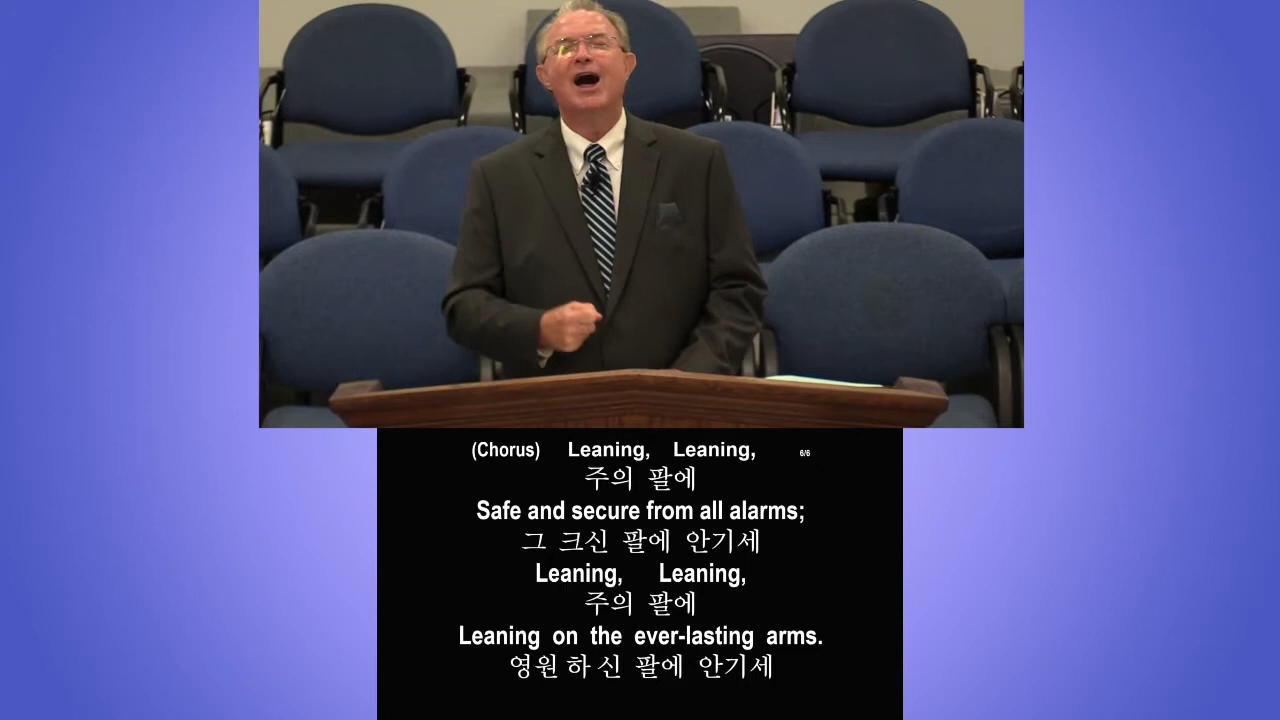 (Chorus) Leaning, Leaning, 6/6
주의 팔에
Safe and secure from all alarms;
그 크신 팔에 안기세
Leaning, Leaning,
주의 팔에
Leaning on the ever-lasting arms.
영원 하 신 팔에 안기세